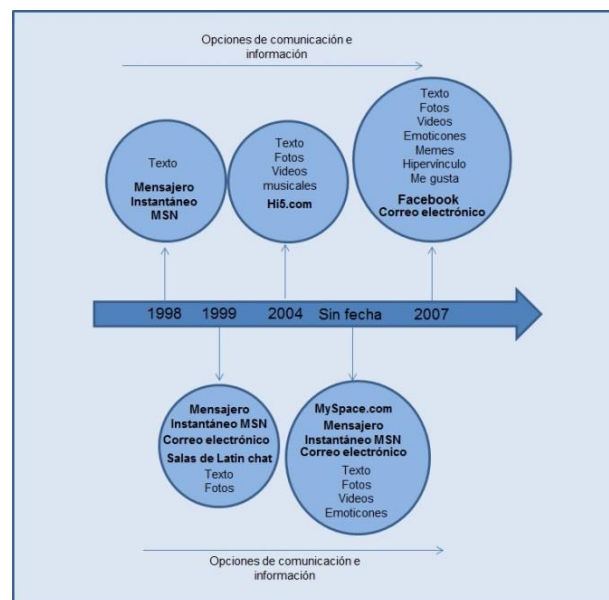 Opciones de comunicación e
información
Texto
Mensajero
Instantáneo
MSN
Texto
Fotos
Videos
musicales
Hi5.com
Texto
Fotos
Videos
Emoticones
Memes
Hipervínculo
Me gusta
Facebook
Correo electrónico
1998 1999 2004 Sin fecha 2007
Mensajero
Instantáneo MSN
Correo electrónico
Salas de Latin chat
Texto
Fotos
MySpace.com
Mensajero
Instantáneo MSN
Correo electrónico
Texto
Fotos
Videos
Emoticones
Opciones de comunicación e
información